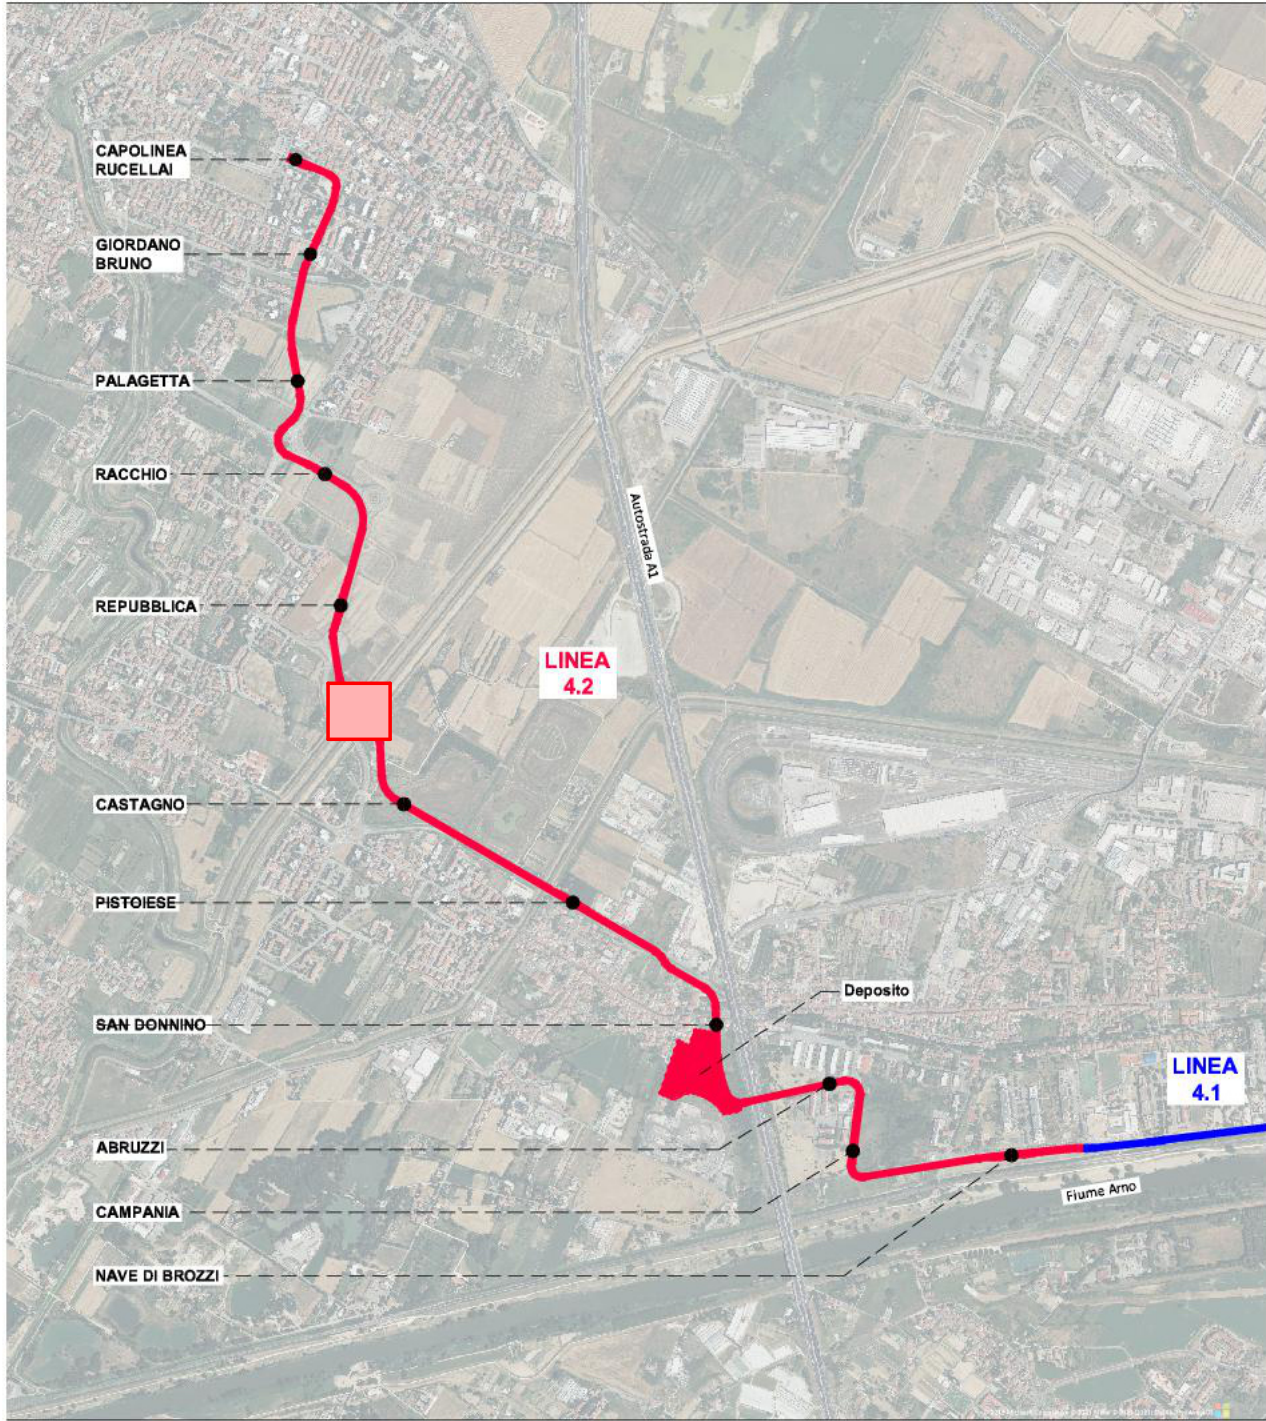 CAPOLINEA
RUCELLAI
GIORDANO
BRUNO
PALAGETTA
RACCHIO
Autostrada A1
REPUBBLICA
LINEA
4.2
CASTAGNO
PISTOIESE
Deposito
SAN DONNINO
LINEA
4.1
ABRUZZI
Fiume Arno
CAMPANIA
NAVE DI BROZZI